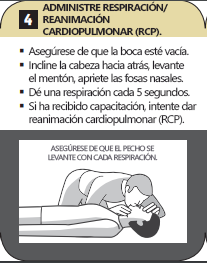 4 ADMINISTRE RESPIRACIÓN/
REANIMACIÓN
CARDIOPULMONAR (RCP).
▪ Asegúrese de que la boca esté vacía.
▪ Incline la cabeza hacia atrás, levante
el mentón, apriete las fosas nasales.
▪ Dé una respiración cada 5 segundos.
▪ Si ha recibido capacitación, intente dar
reanimación cardiopulmonar (RCP).
ASEGÚRESE DE QUE EL PECHO SE
LEVANTE CON CADA RESPIRACIÓN.